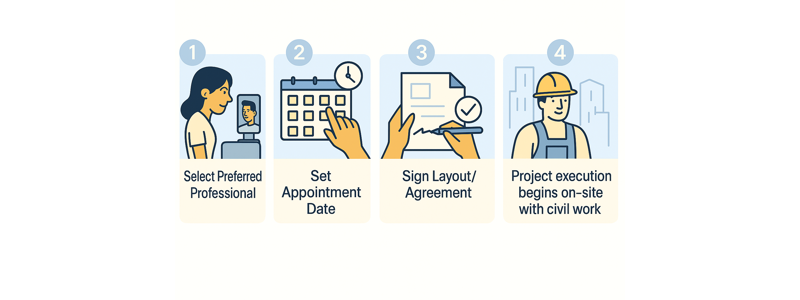 1
Select Preferred
Professional
2
Set
Appointment
Date
3
Sign Layout/
Agreement
4
Project execution
begins on-site
with civil work